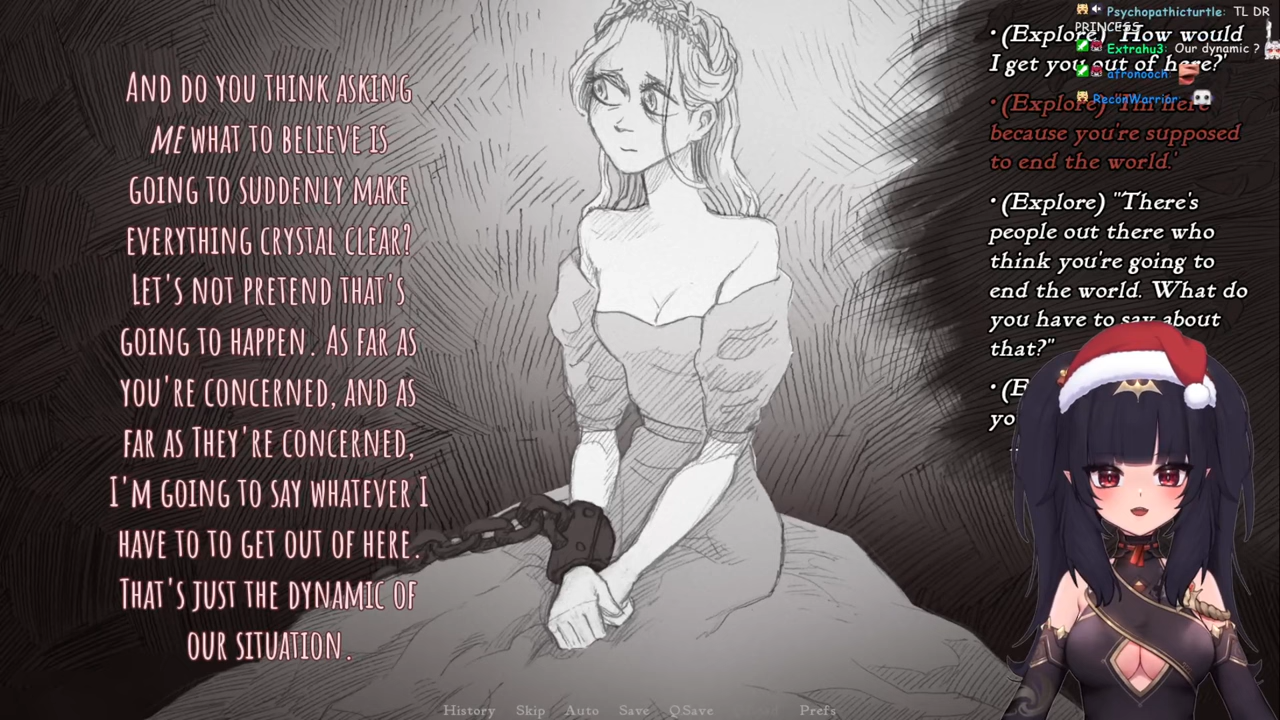 And do you think asking
me what to believe is
going to suddenly make
everything crystal clear?
Let's not pretend that's
going to happen. As far as
you're concerned, and as
far as They're concerned,
I'm going to say whatever I
have to to get out of here.
That's just the dynamic of
our situation.
• (Explore) "How would
I get you out of here?'
• (Explore) "I'm here
because you're supposed
to end the world.'
• (Explore) "There's
people out there who
think you're going to
end the world. What do
you have to say about
that?"
• (E
yo
Psychopathicturtle: TL DR
PRINCESS
Extrahu3: Our dynamic ?
afronooch:
ReconWarrior:
History Skip Auto Save QSave Prefs